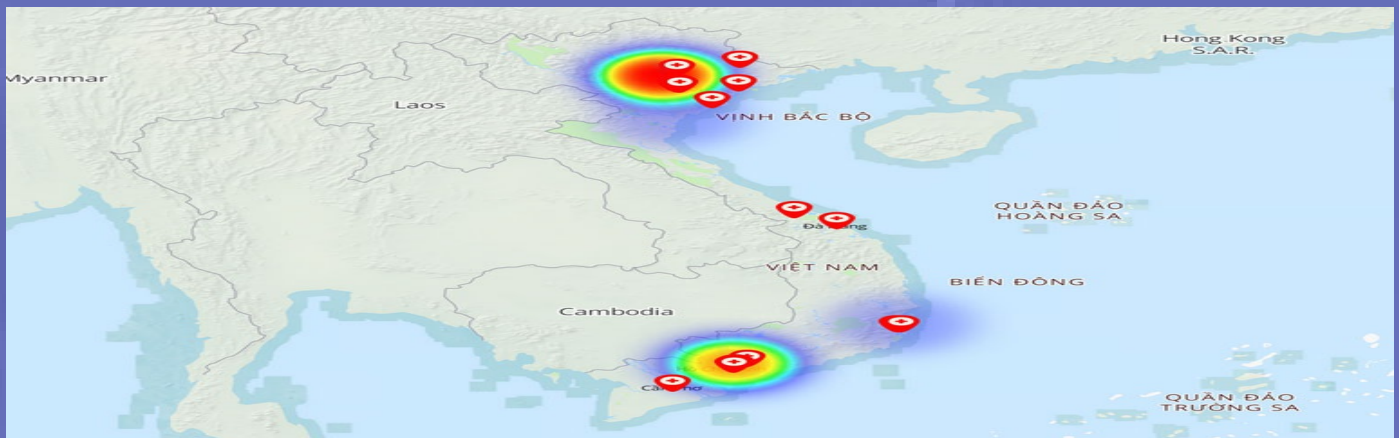 Hong Kong
S.A.R.
Myanmar
Laos
VỊNH BẮC BỘ
QUẦN ĐẢO
HOÀNG SA
VIỆT NAM
BIỂN ĐÔNG
Cambodia
QUẦN ĐẢO
TRƯỜNG SA